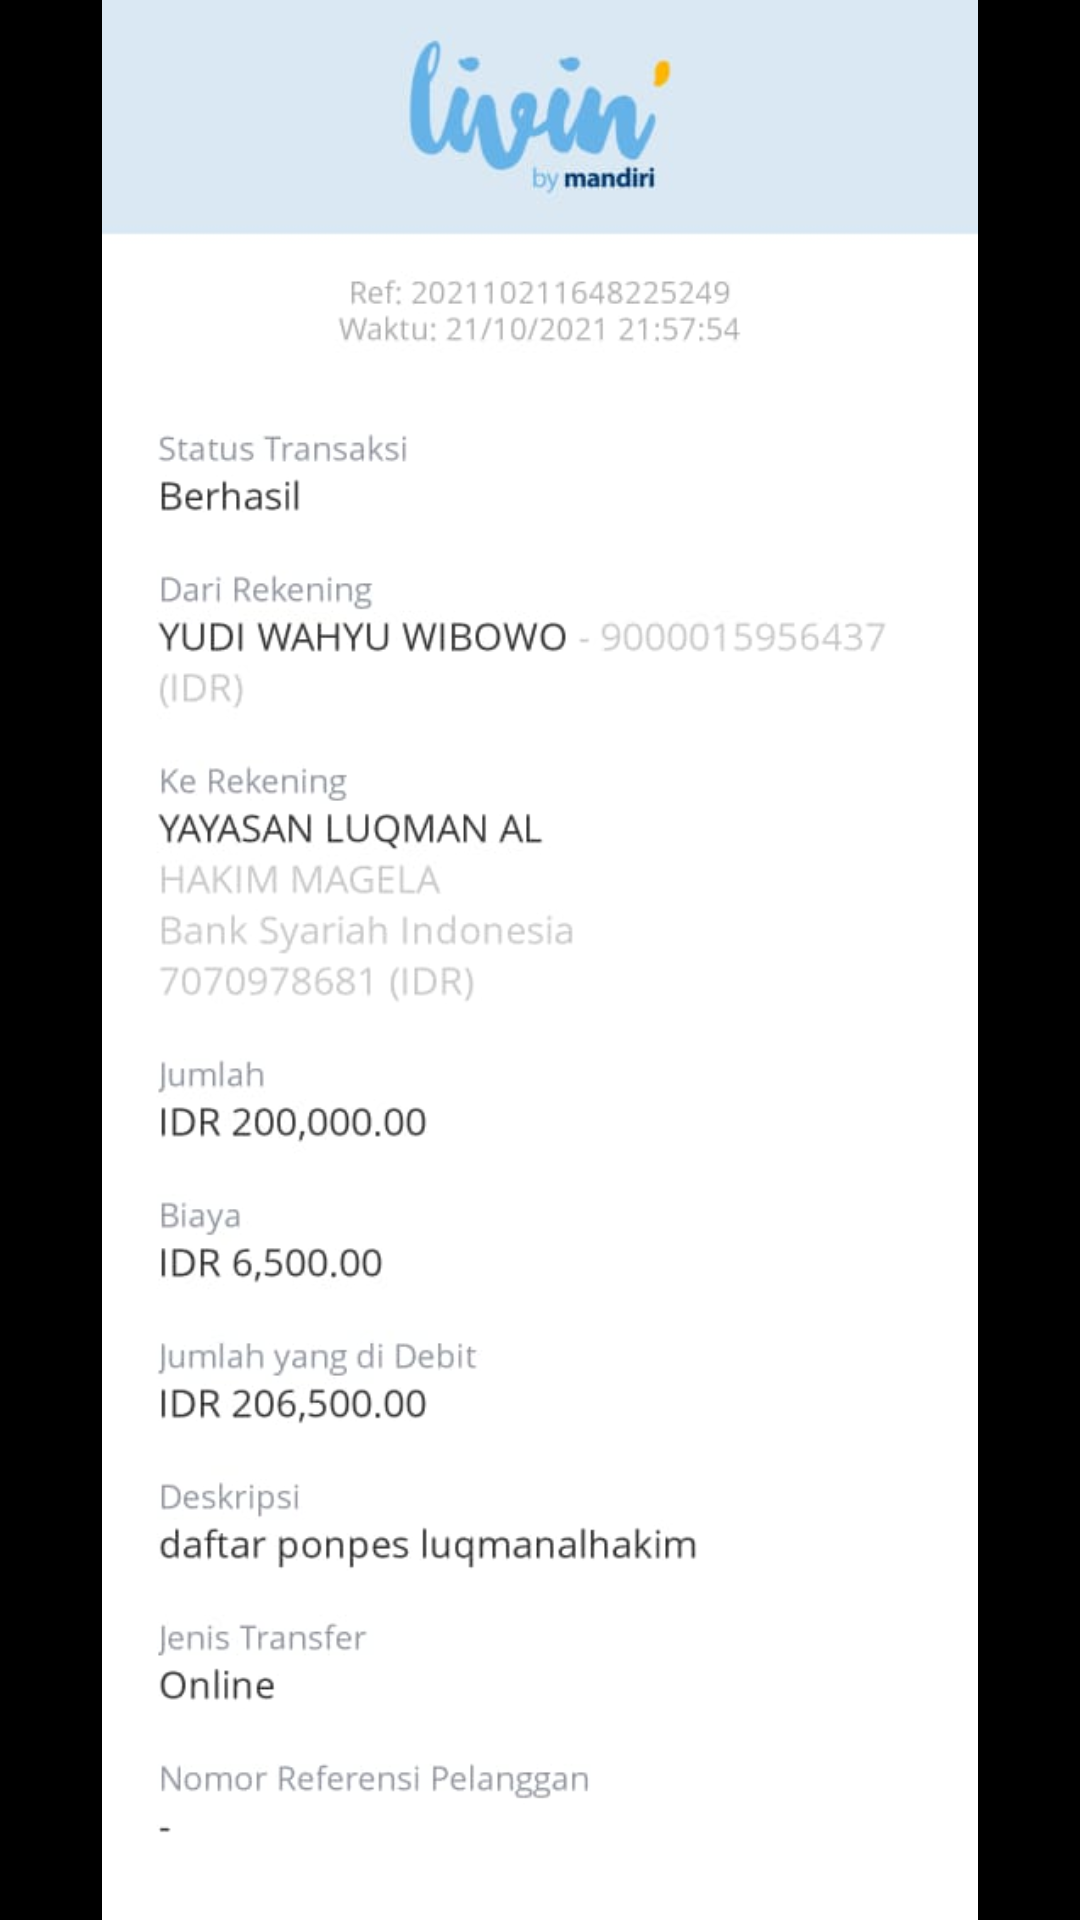 livin'
by mandiri
Ref: 202110211648225249
Waktu: 21/10/2021 21:57:54
Status Transaksi
Berhasil
Dari Rekening
YUDI WAHYU WIBOWO - 9000015956437
(IDR)
Ke Rekening
YAYASAN LUQMAN AL
HAKIM MAGELA
Bank Syariah Indonesia
7070978681 (IDR)
Jumlah
IDR 200,000.00
Biaya
IDR 6,500.00
Jumlah yang di Debit
IDR 206,500.00
Deskripsi
daftar ponpes luqmanalhakim
Jenis Transfer
Online
Nomor Referensi Pelanggan
-